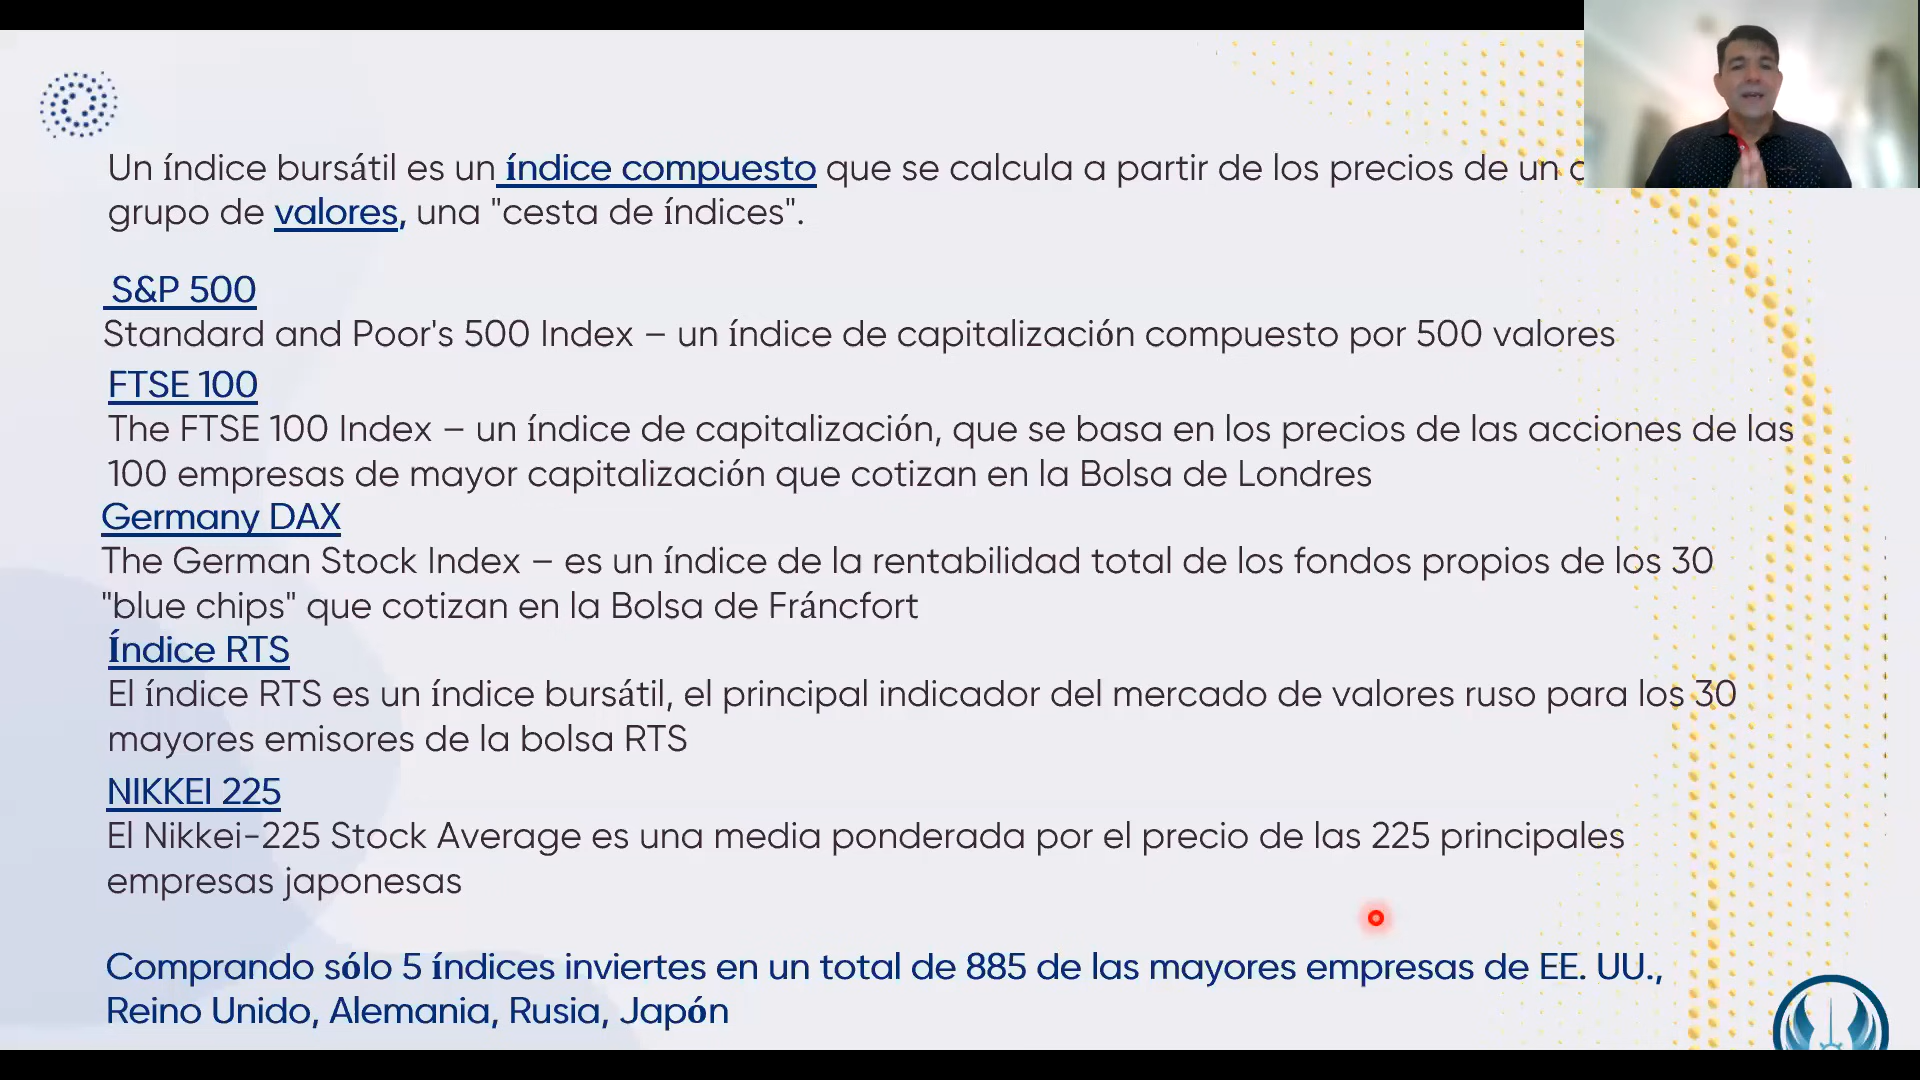 Un índice bursátil es un índice compuesto que se calcula a partir de los precios de un
grupo de valores, una "cesta de índices".
S&P 500
Standard and Poor's 500 Index – un índice de capitalización compuesto por 500 valores
FTSE 100
The FTSE 100 Index – un índice de capitalización, que se basa en los precios de las acciones de las
100 empresas de mayor capitalización que cotizan en la Bolsa de Londres
Germany DAX
The German Stock Index – es un índice de la rentabilidad total de los fondos propios de los 30
"blue chips" que cotizan en la Bolsa de Fráncfort
Índice RTS
El índice RTS es un índice bursátil, el principal indicador del mercado de valores ruso para los 30
mayores emisores de la bolsa RTS
NIKKEI 225
El Nikkei-225 Stock Average es una media ponderada por el precio de las 225 principales
empresas japonesas
Comprando sólo 5 índices inviertes en un total de 885 de las mayores empresas de EE. UU.,
Reino Unido, Alemania, Rusia, Japón